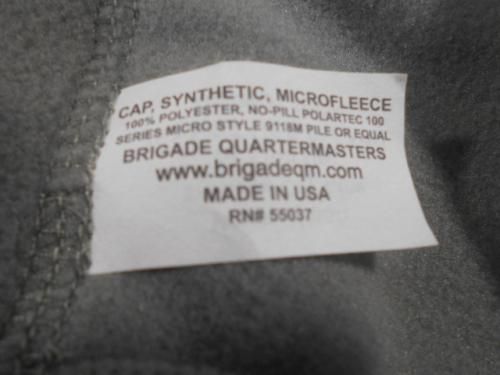 CAP, SYNTHETIC, MICROFLEECE
100% POLYESTER, NO-PILL POLARTEC 100
SERIES MICRO STYLE 9118M PILE OR EQUAL
BRIGADE QUARTERMASTERS
www.brigadeqm.com
MADE IN USA
RN# 55037